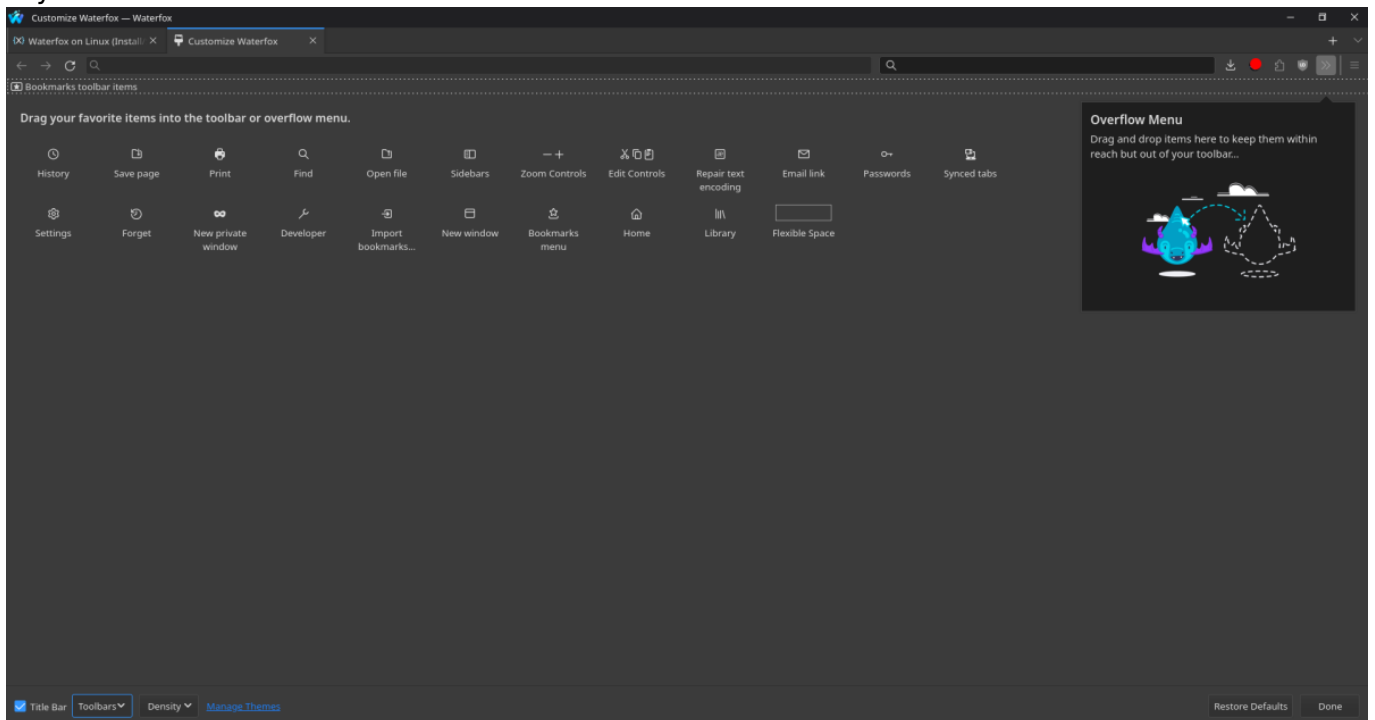 Customize Waterfox — Waterfox
Waterfox on Linux (Install
Customize Waterfox
Bookmarks toolbar items
Drag your favorite items into the toolbar or overflow menu.
History
Save page
Print
Find
Open file
Sidebars
Zoom Controls
Edit Controls
Repair text
encoding
Email link
Passwords
Synced tabs
Settings
Forget
New private
window
Developer
Import
bookmarks...
New window
Bookmarks
menu
Home
Library
Flexible Space
Overflow Menu
Drag and drop items here to keep them within
reach but out of your toolbar...
Title Bar
Toolbars
Density
Manage Themes
Restore Defaults
Done